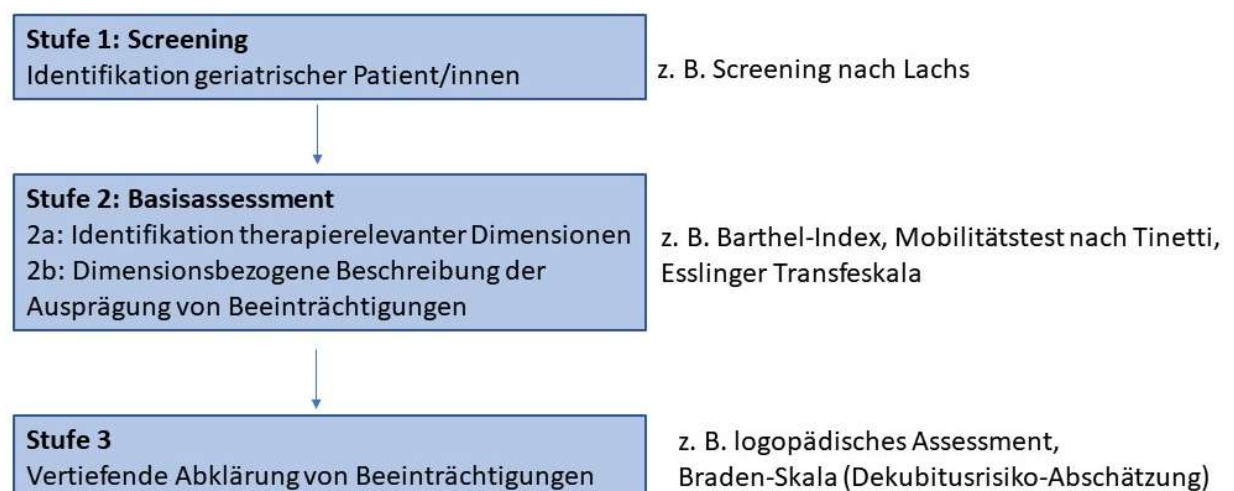 Stufe 1: Screening
Identifikation geriatrischer Patient/innen
z. B. Screening nach Lachs
Stufe 2: Basisassessment
2a: Identifikation therapierelevanter Dimensionen
2b: Dimensionsbezogene Beschreibung der
Ausprägung von Beeinträchtigungen
z. B. Barthel-Index, Mobilitätstest nach Tinetti,
Esslinger Transfeskala
Stufe 3
Vertiefende Abklärung von Beeinträchtigungen
z. B. logopädisches Assessment,
Braden-Skala (Dekubitusrisiko-Abschätzung)